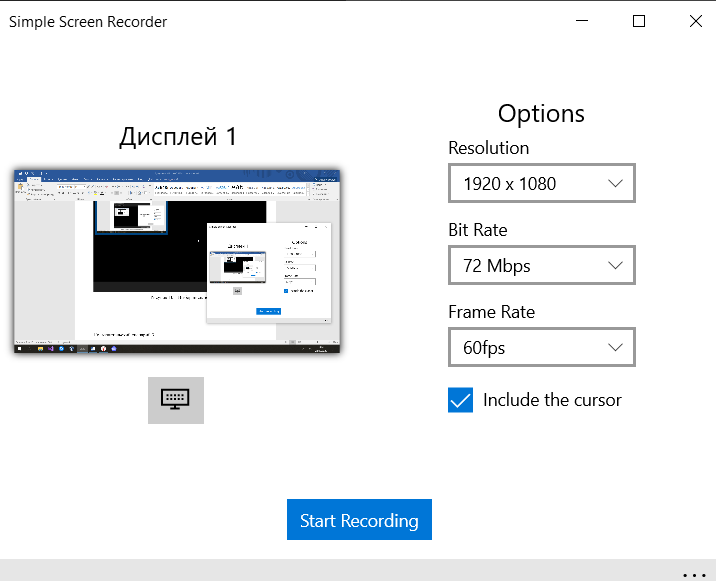 Simple Screen Recorder
Дисплей 1
Options
Resolution
1920 x 1080
Bit Rate
72 Mbps
Frame Rate
60fps
Include the cursor
Start Recording